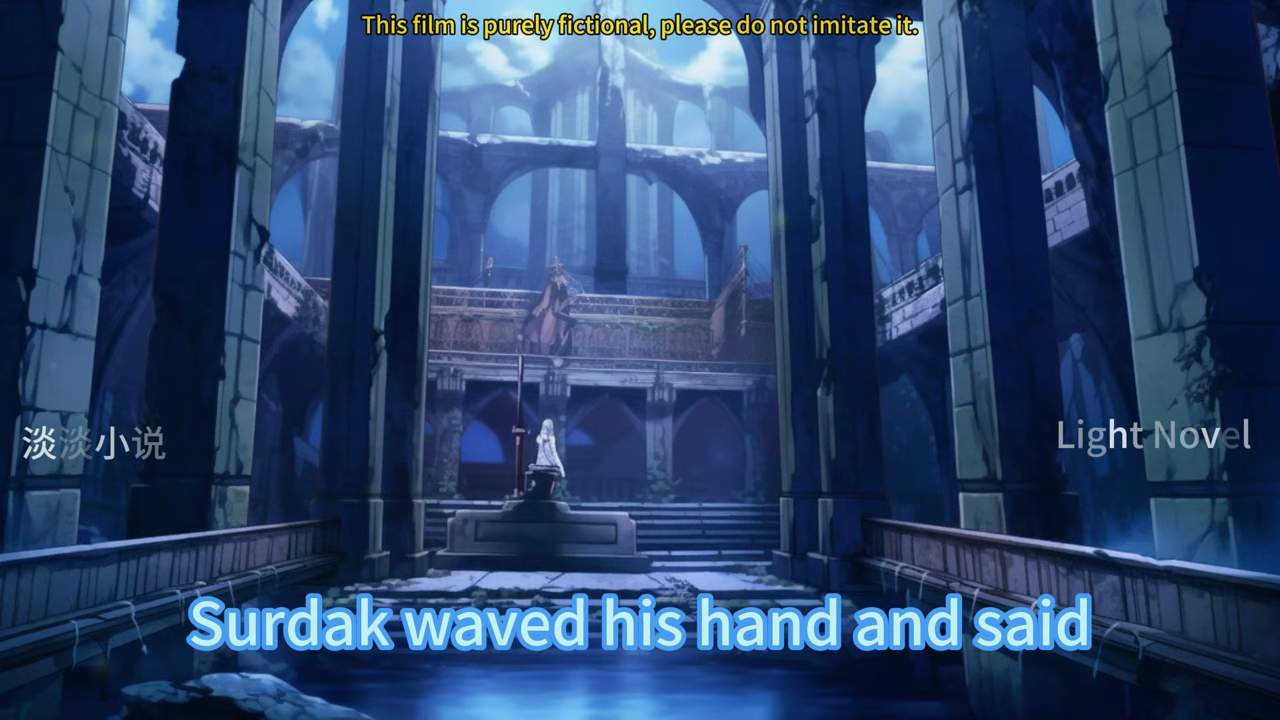 This film is purely fictional, please do not imitate it.
淡淡小说
Light Novel
Surdak waved his hand and said